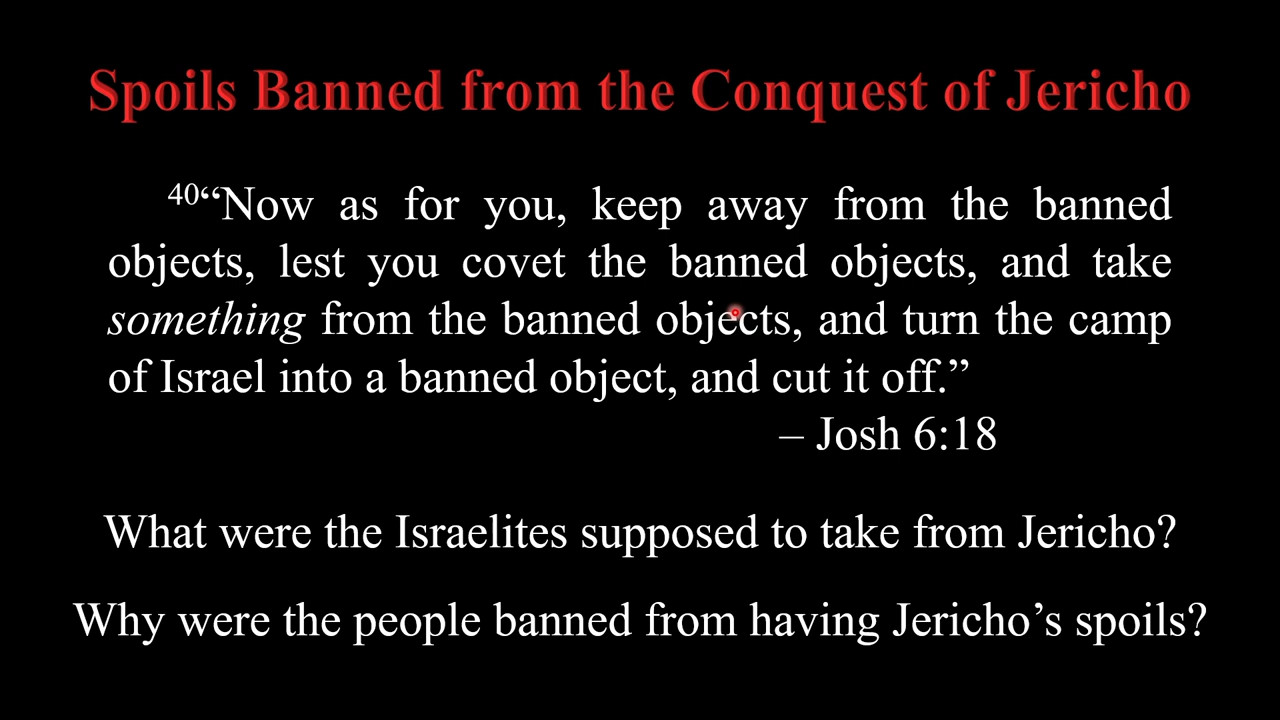 Spoils Banned from the Conquest of Jericho
40“Now as for you, keep away from the banned
objects, lest you covet the banned objects, and take
something from the banned objects, and turn the camp
of Israel into a banned object, and cut it off.”
– Josh 6:18
What were the Israelites supposed to take from Jericho?
Why were the people banned from having Jericho’s spoils?